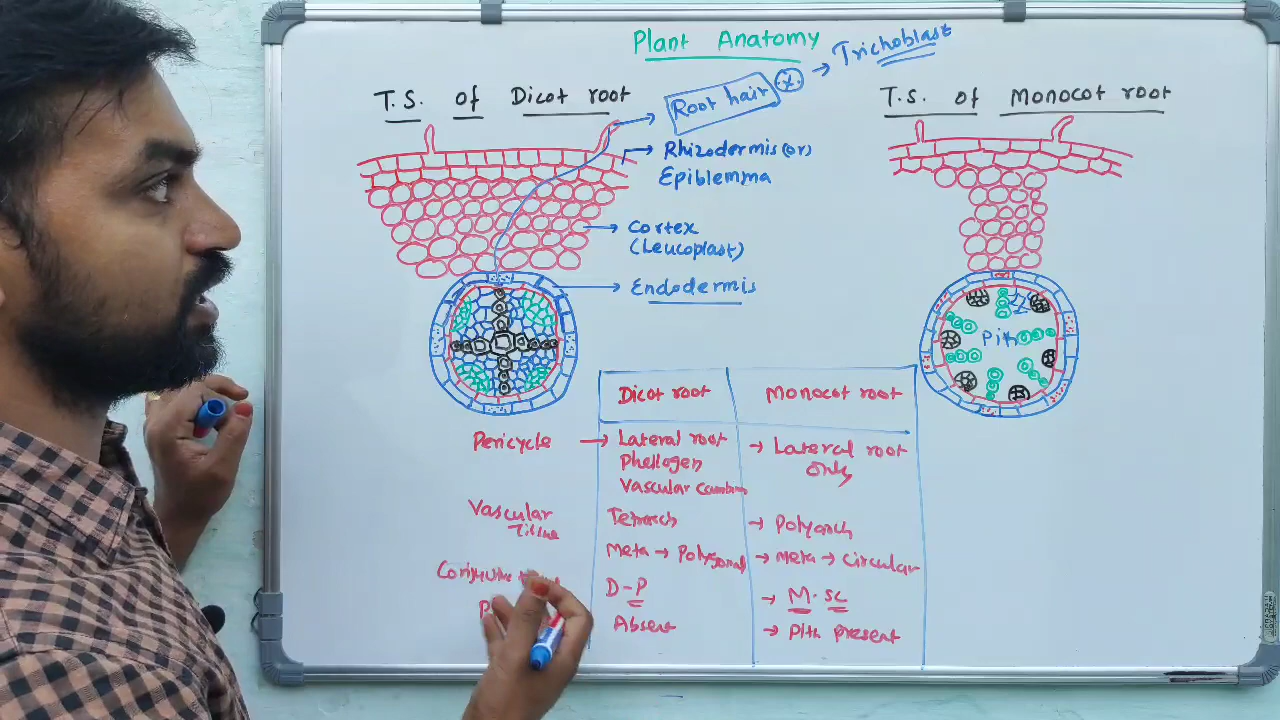 Plant Anatomy
T.S. of Dicot root
Root hair → Trichoblast
Rhizodermis (or)
Epiblemma
Cortex
(Leucoplast)
Endodermis
T.S. of Monocot root
Pith
Dicot root Monocot root
Pericycle → Lateral root → Lateral root
Phellogen only
Vascular
Vascular Tetrarch → Polyarch
Tissue
Meta → Polygonal → Meta → Circular
D-P → M. SC
Absent → Pith present